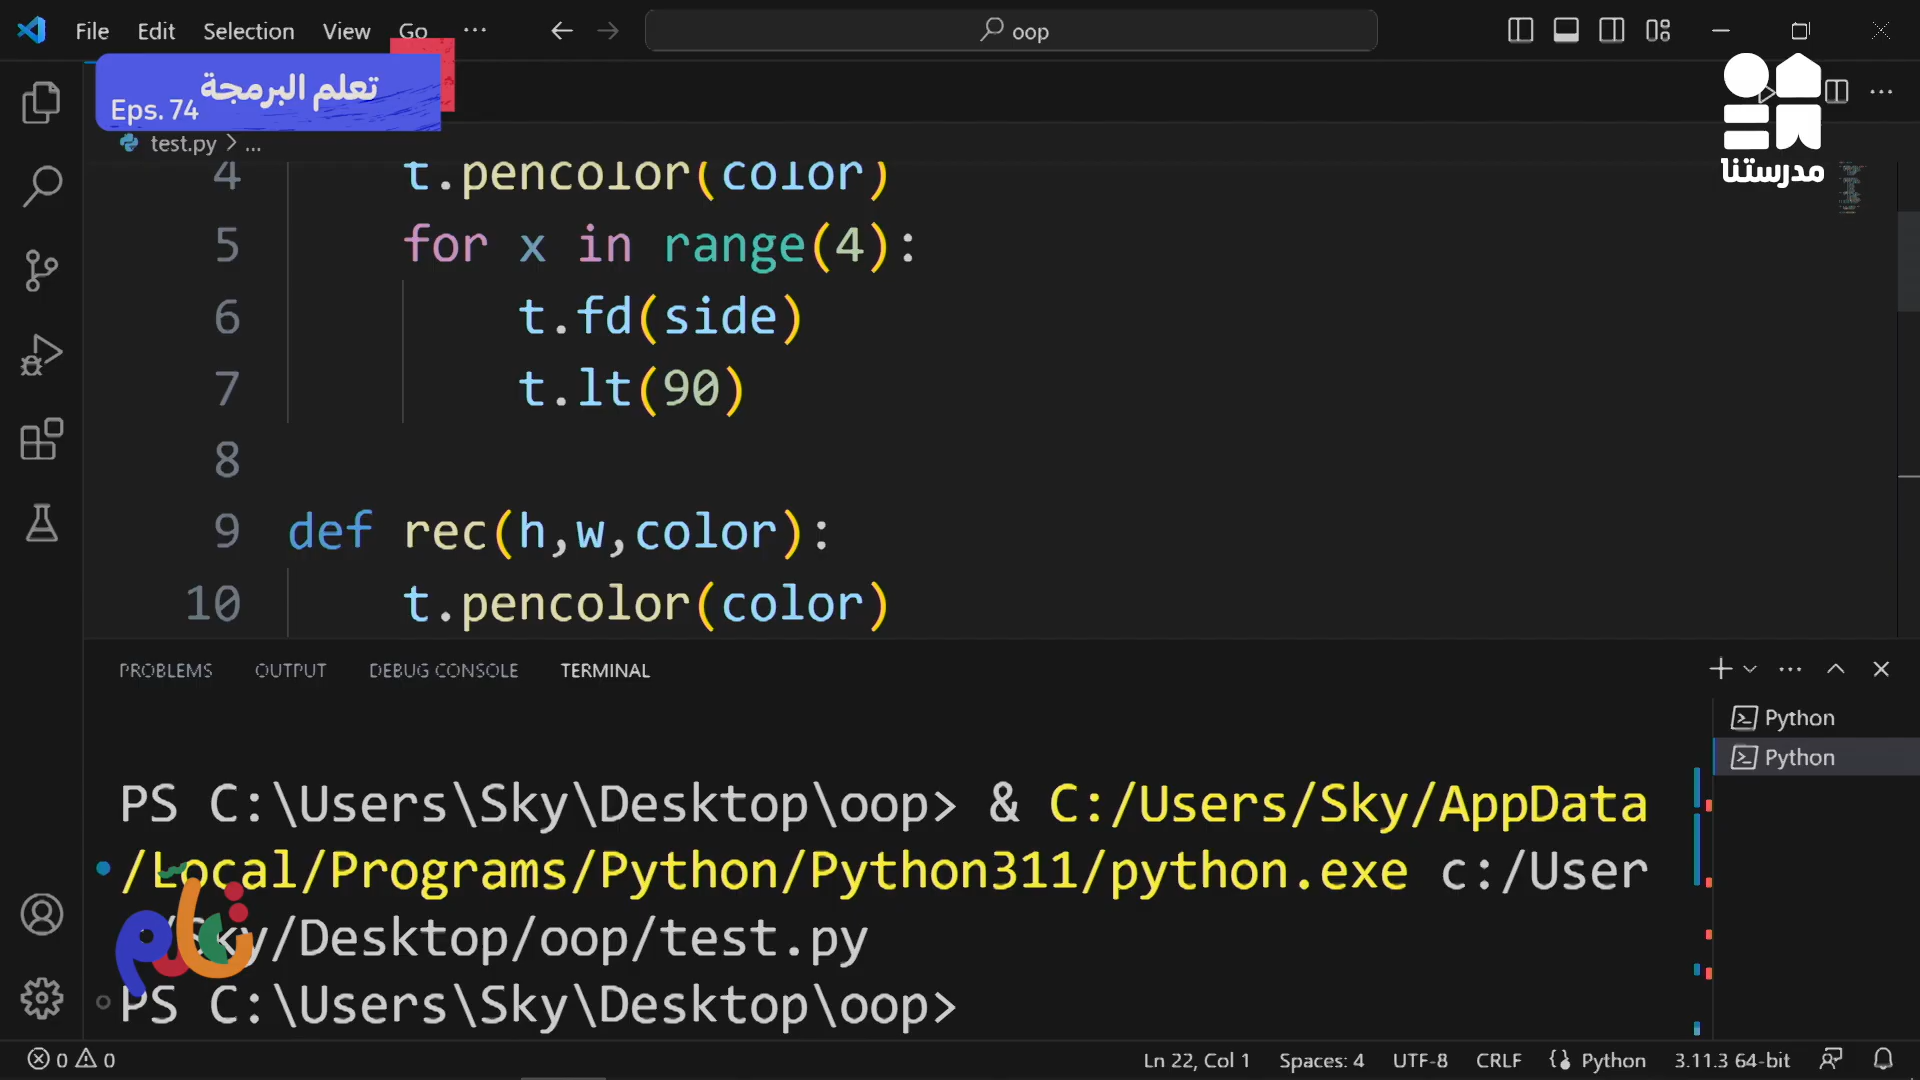 File Edit Selection View Go ... oop
تعلم البرمجة
Eps. 74
مدرستنا
test.py > ...
4 t.pencolor(color)
5 for x in range(4):
6 t.fd(side)
7 t.lt(90)
8
9 def rec(h,w,color):
10 t.pencolor(color)
PROBLEMS OUTPUT DEBUG CONSOLE TERMINAL
Python
Python
PS C:\Users\Sky\Desktop\oop> & C:/Users/Sky/AppData
/Local/Programs/Python/Python311/python.exe c:/User
/Sky/Desktop/oop/test.py
PS C:\Users\Sky\Desktop\oop>
0 0 Ln 22, Col 1 Spaces: 4 UTF-8 CRLF Python 3.11.3 64-bit